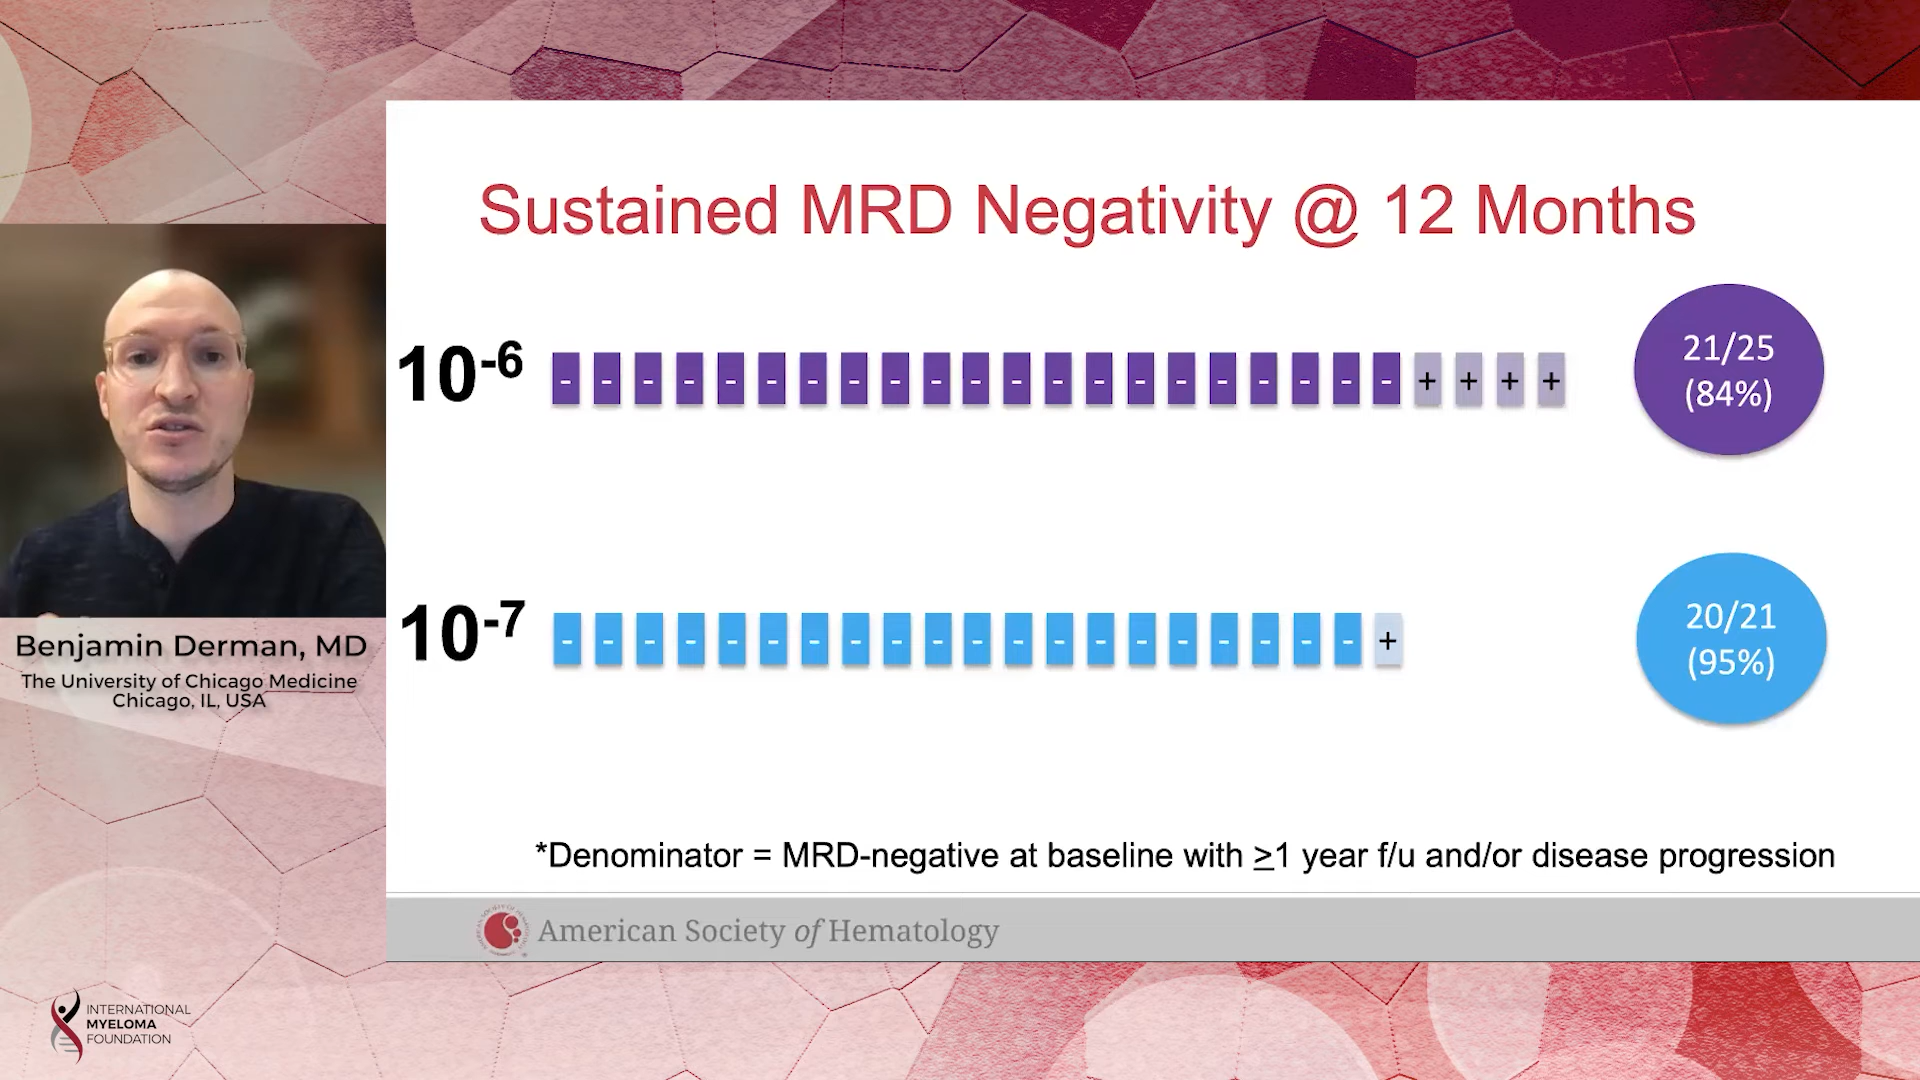 Sustained MRD Negativity @ 12 Months
10-6
- - - - - - - - - - - - - - - - - - - - - + + + +
21/25
(84%)
10-7
- - - - - - - - - - - - - - - - - - - - +
20/21
(95%)
*Denominator = MRD-negative at baseline with ≥1 year f/u and/or disease progression
American Society of Hematology
Benjamin Derman, MD
The University of Chicago Medicine
Chicago, IL, USA
INTERNATIONAL
MYELOMA
FOUNDATION